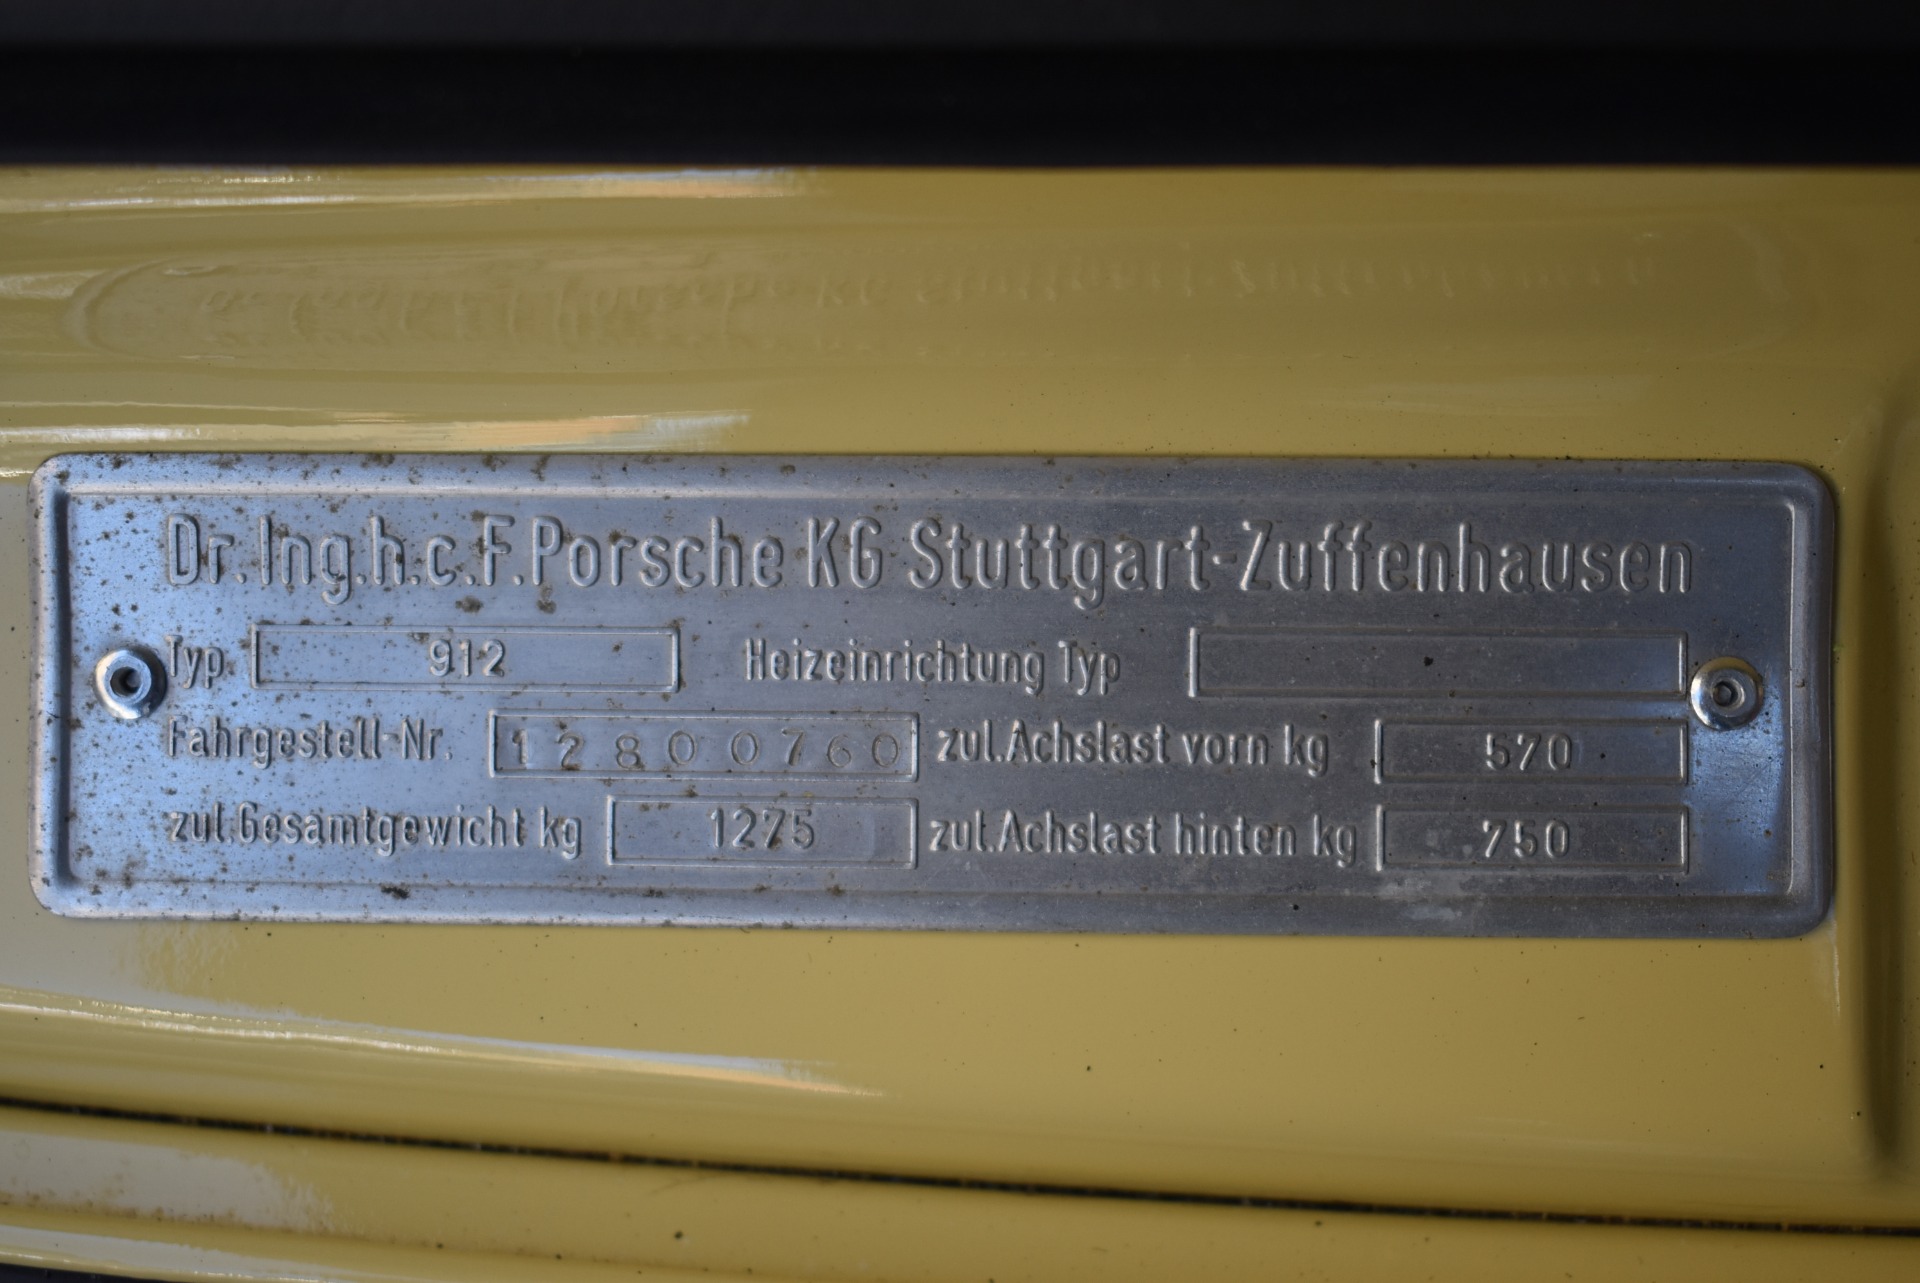 Dr.Ing.h.c.F.Porsche KG Stuttgart-Zuffenhausen
Typ 912 Heizeinrichtung Typ
Fahrgestell-Nr. 12800760 zul.Achslast vorn kg 570
zul.Gesamtgewicht kg 1275 zul.Achslast hinten kg 750